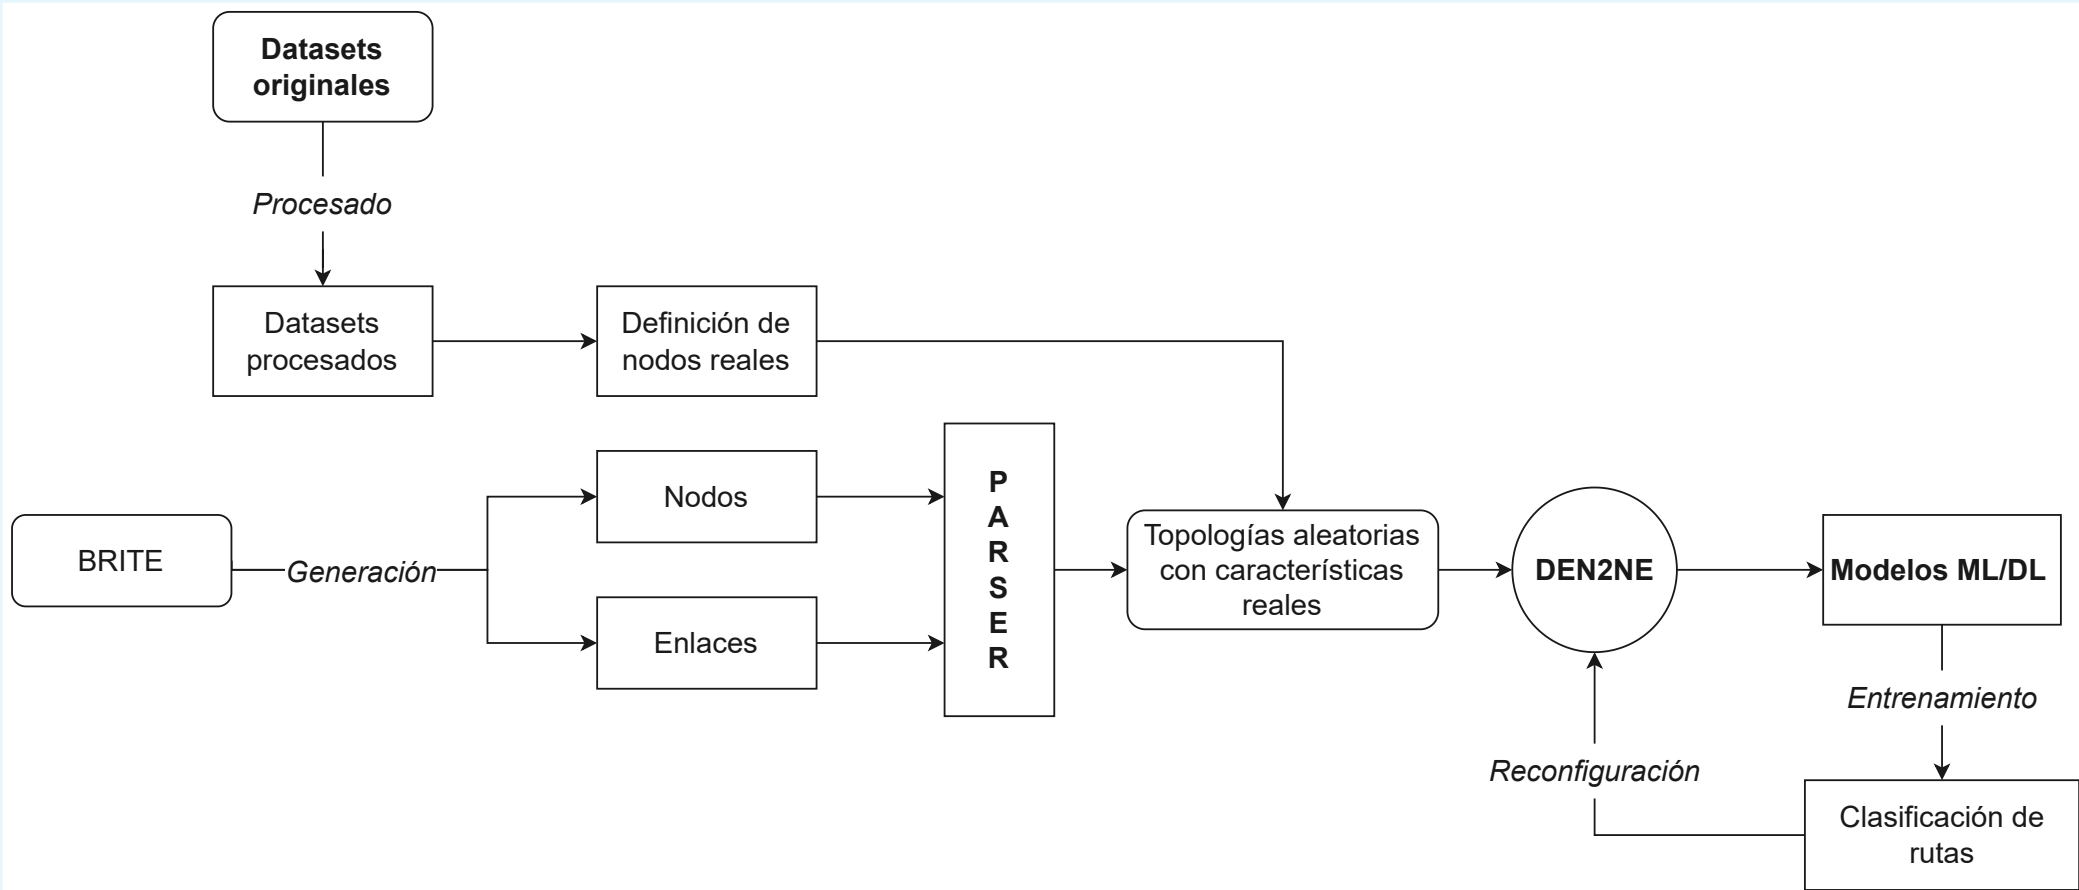 Datasets
originales
Procesado
Datasets
procesados
Definición de
nodos reales
BRITE
Generación
Nodos
Enlaces
P
A
R
S
E
R
Topologías aleatorias
con características
reales
DEN2NE
Modelos ML/DL
Entrenamiento
Reconfiguración
Clasificación de
rutas